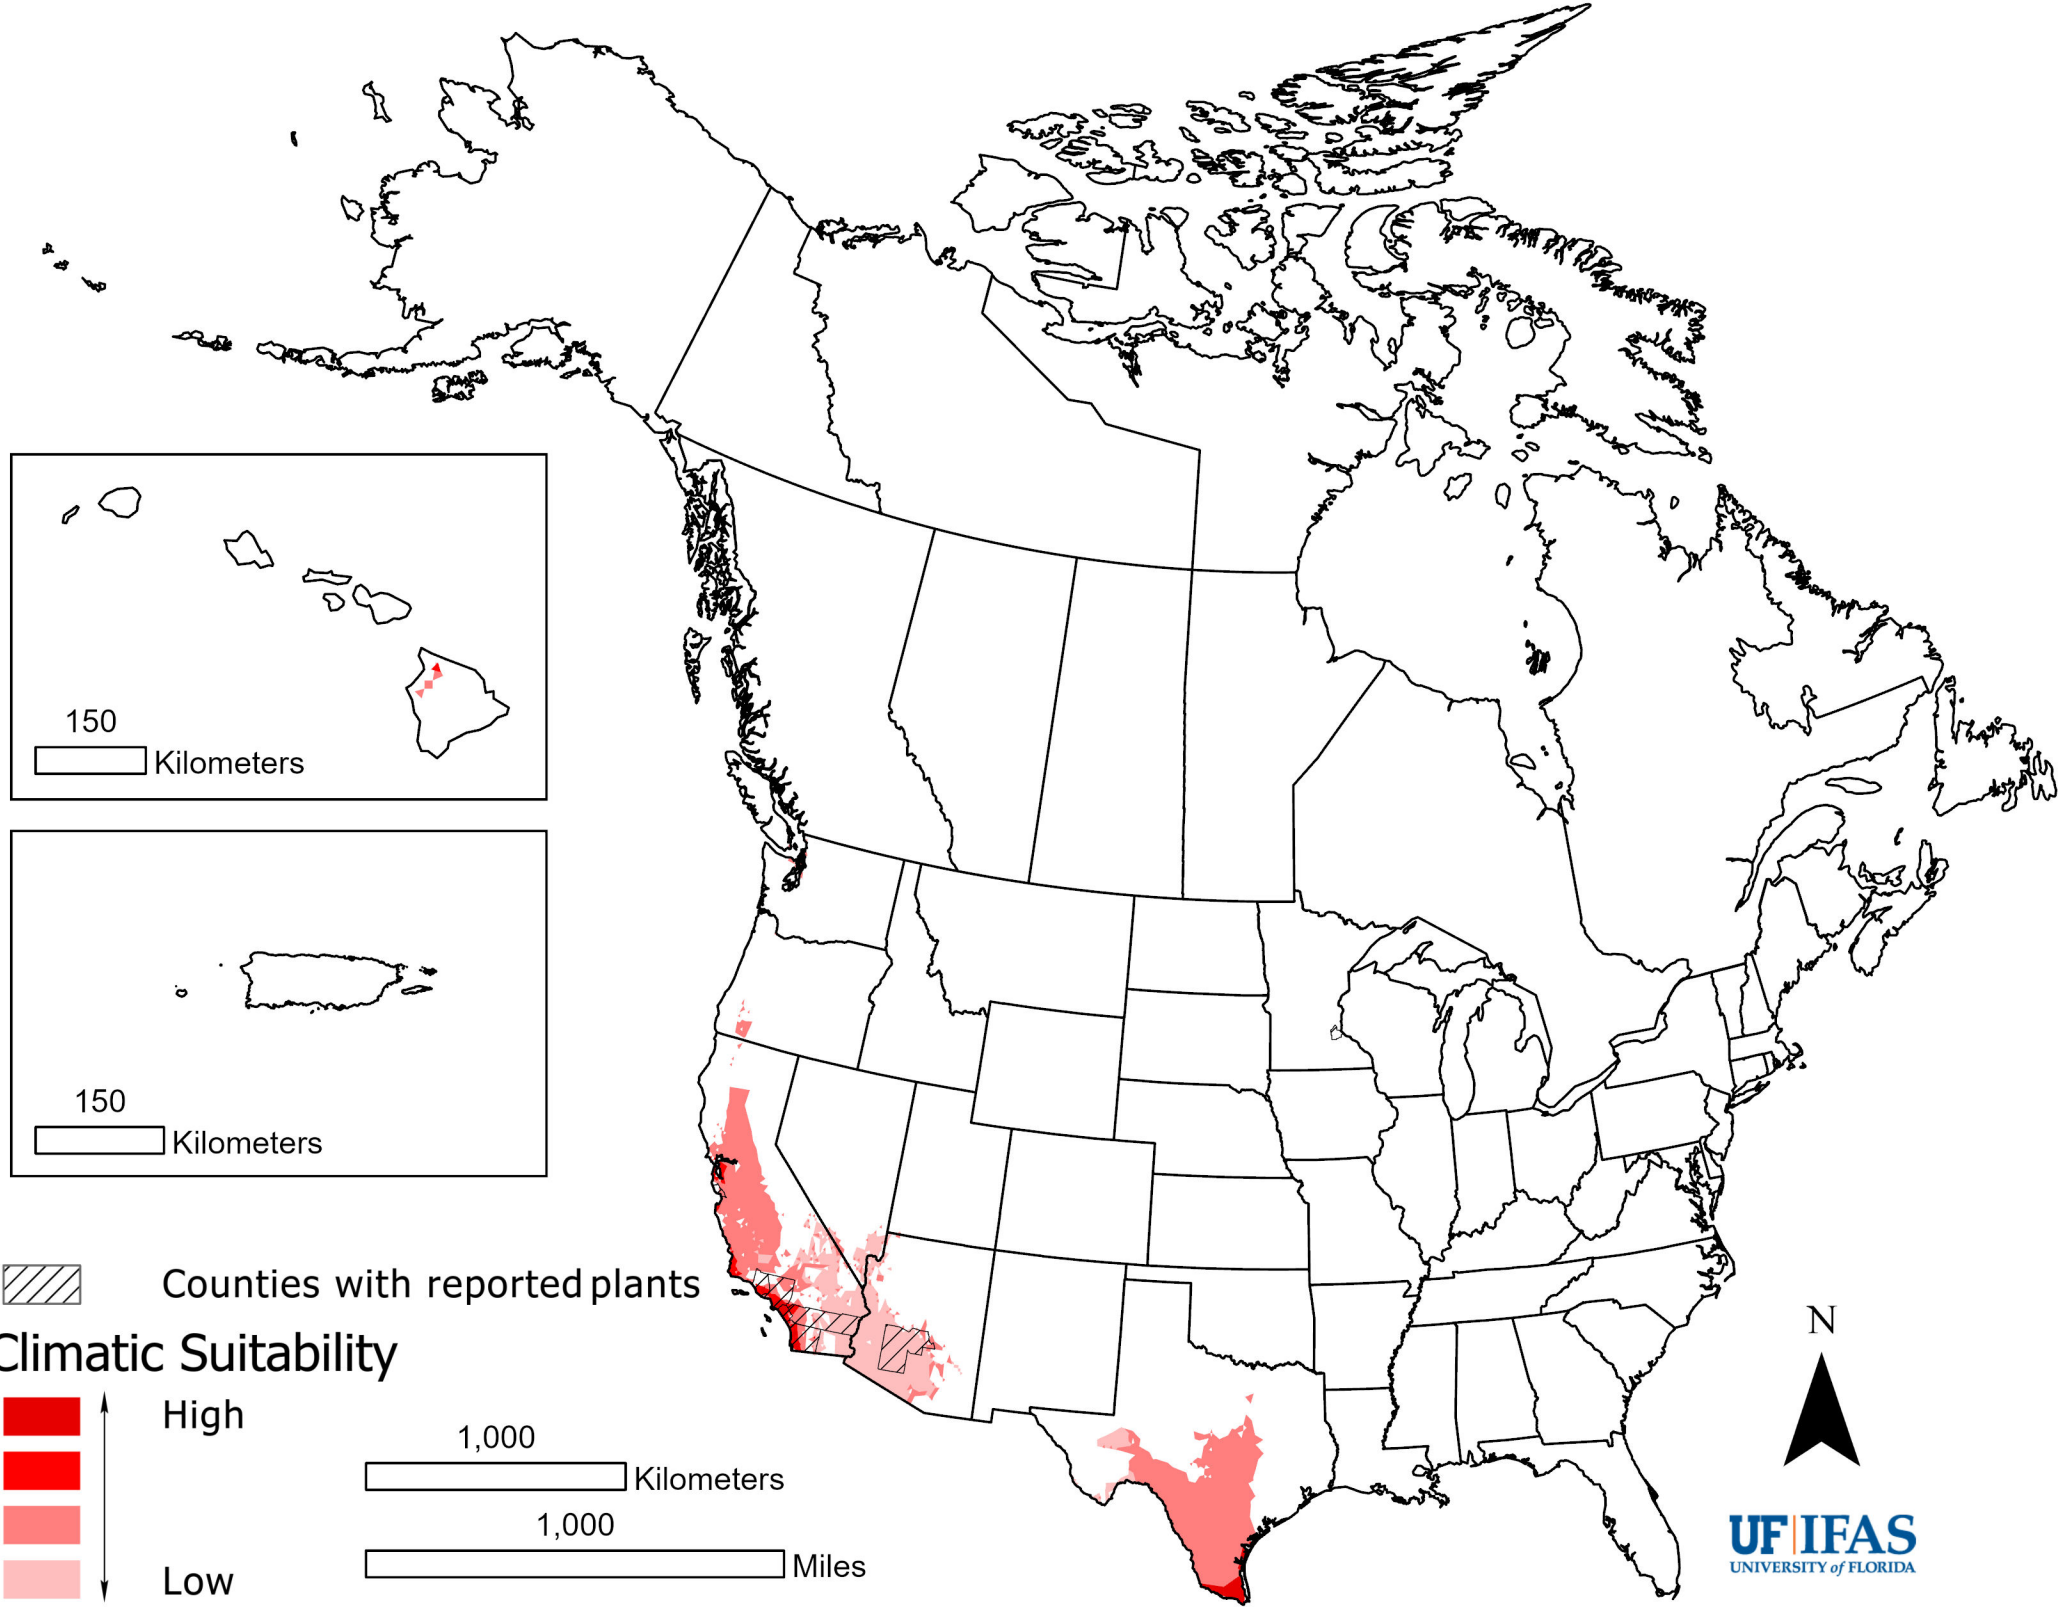 150
Kilometers
150
Kilometers
Counties with reported plants
Climatic Suitability
High
Low
1,000
Kilometers
1,000
Miles
N
UF|IFAS
UNIVERSITY of FLORIDA